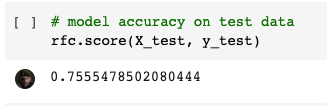 [ ] # model accuracy on test data
rfc.score(X_test, y_test)
0.7555478502080444